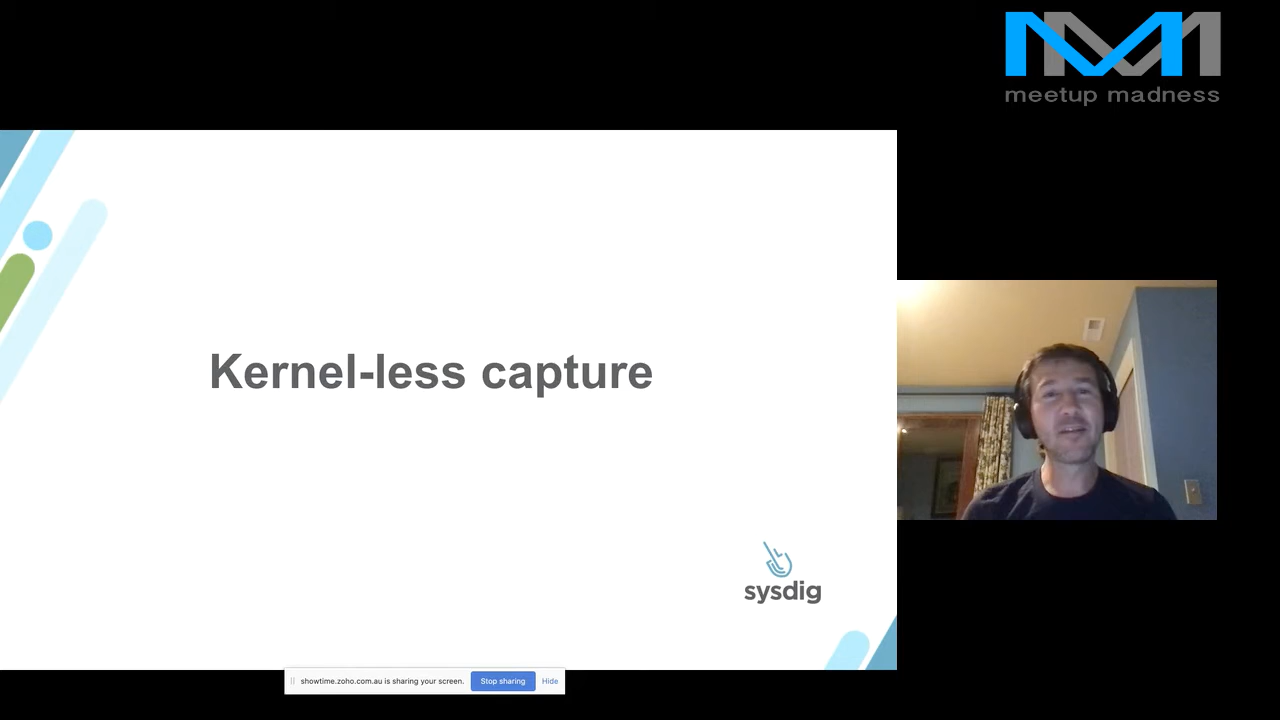 meetup madness
Kernel-less capture
sysdig
showtime.zoho.com.au is sharing your screen.
Stop sharing
Hide